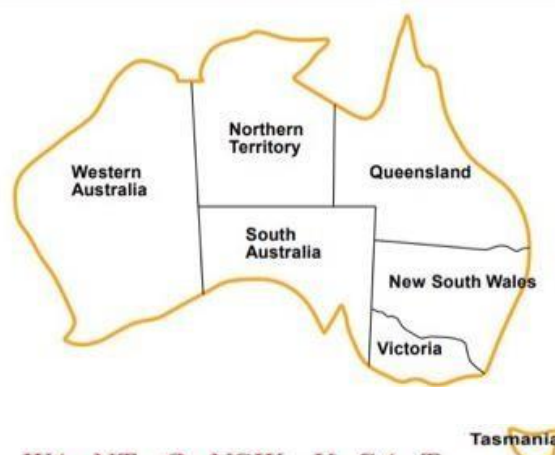 Northern
Territory
Western
Australia
Queensland
South
Australia
New South Wales
Victoria
Tasmania